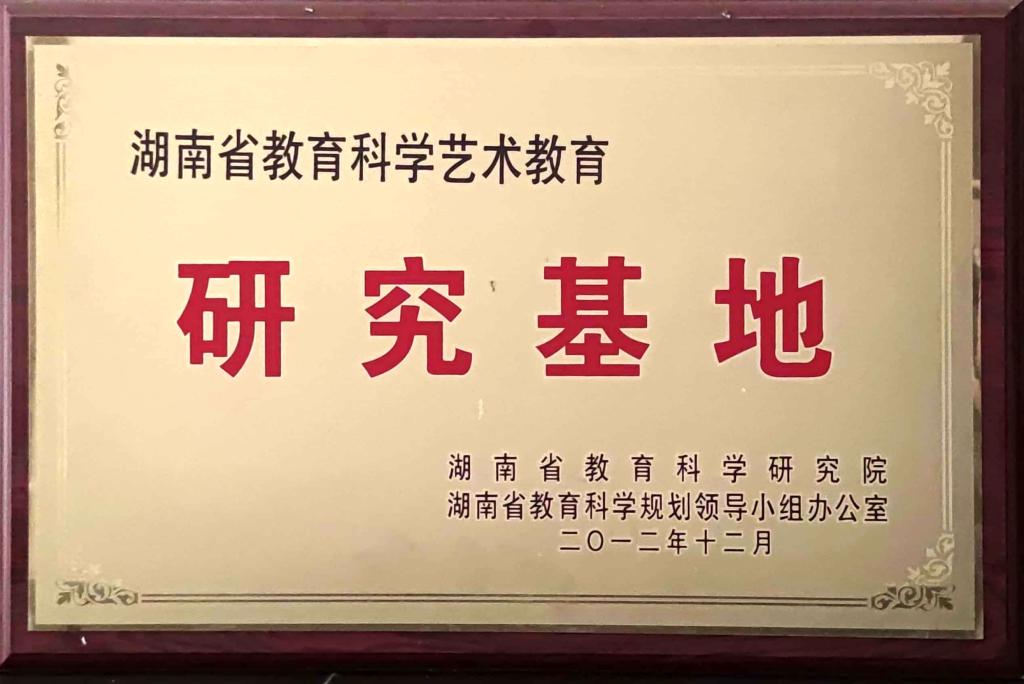 湖南省教育科学艺术教育
研究基地
湖南省教育科学研究院
湖南省教育科学规划领导小组办公室
二〇一二年十二月